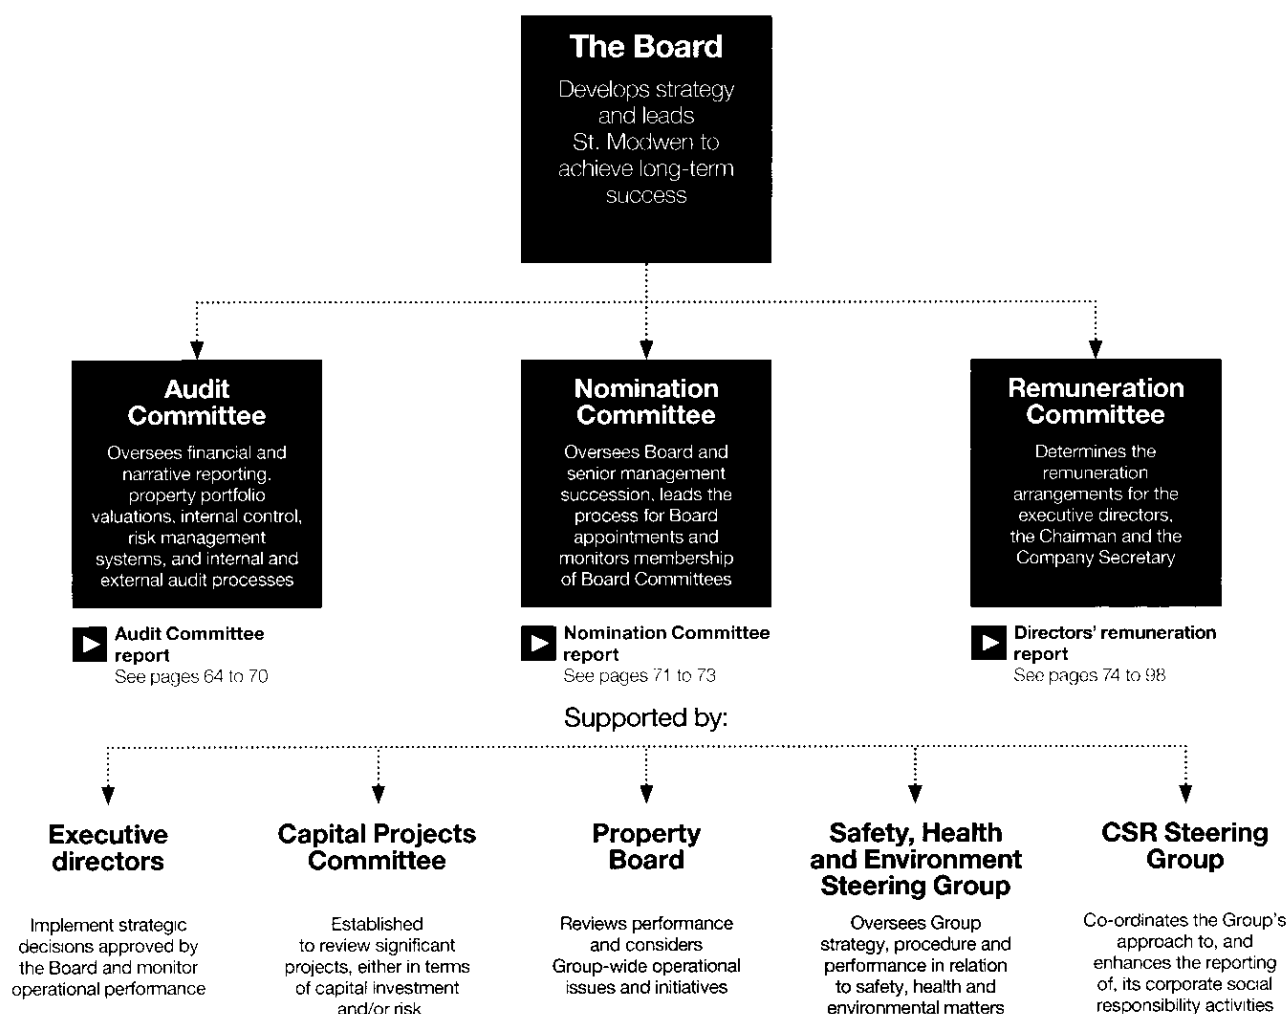 The Board
Develops strategy
and leads
St. Modwen to
achieve long-term
success
Audit
Committee
Oversees financial and
narrative reporting,
property portfolio
valuations, internal control,
risk management
systems, and internal and
external audit processes
Audit Committee
report
See pages 64 to 70
Nomination
Committee
Oversees Board and
senior management
succession, leads the
process for Board
appointments and
monitors membership
of Board Committees
Nomination Committee
report
See pages 71 to 73
Remuneration
Committee
Determines the
remuneration
arrangements for the
executive directors,
the Chairman and the
Company Secretary
Directors' remuneration
report
See pages 74 to 98
Supported by:
Executive
directors
Implement strategic
decisions approved by
the Board and monitor
operational performance
Capital Projects
Committee
Established
to review significant
projects, either in terms
of capital investment
and/or risk
Property
Board
Reviews performance
and considers
Group-wide operational
issues and initiatives
Safety, Health
and Environment
Steering Group
Oversees Group
strategy, procedure and
performance in relation
to safety, health and
environmental matters
CSR Steering
Group
Co-ordinates the Group's
approach to, and
enhances the reporting
of, its corporate social
responsibility activities